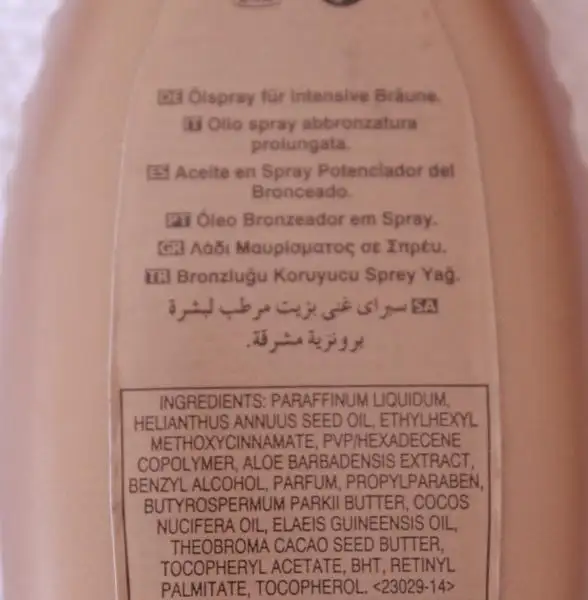 DE Ölspray für intensive Bräune.
IT Olio spray abbronzatura
prolungata.
ES Aceite en Spray Potenciador del
Bronceado.
PT Óleo Bronzeador em Spray.
GR Λάδι Μαυρίσματος σε Σπρέυ.
TR Bronzluğu Koruyucu Sprey Yağ.
SA سبراى غنى بزيت مرطب لبشرة
برونزية مشرقة.
INGREDIENTS: PARAFFINUM LIQUIDUM,
HELIANTHUS ANNUUS SEED OIL, ETHYLHEXYL
METHOXYCINNAMATE, PVP/HEXADECENE
COPOLYMER, ALOE BARBADENSIS EXTRACT,
BENZYL ALCOHOL, PARFUM, PROPYLPARABEN,
BUTYROSPERMUM PARKII BUTTER, COCOS
NUCIFERA OIL, ELAEIS GUINEENSIS OIL,
THEOBROMA CACAO SEED BUTTER,
TOCOPHERYL ACETATE, BHT, RETINYL
PALMITATE, TOCOPHEROL. <23029-14>